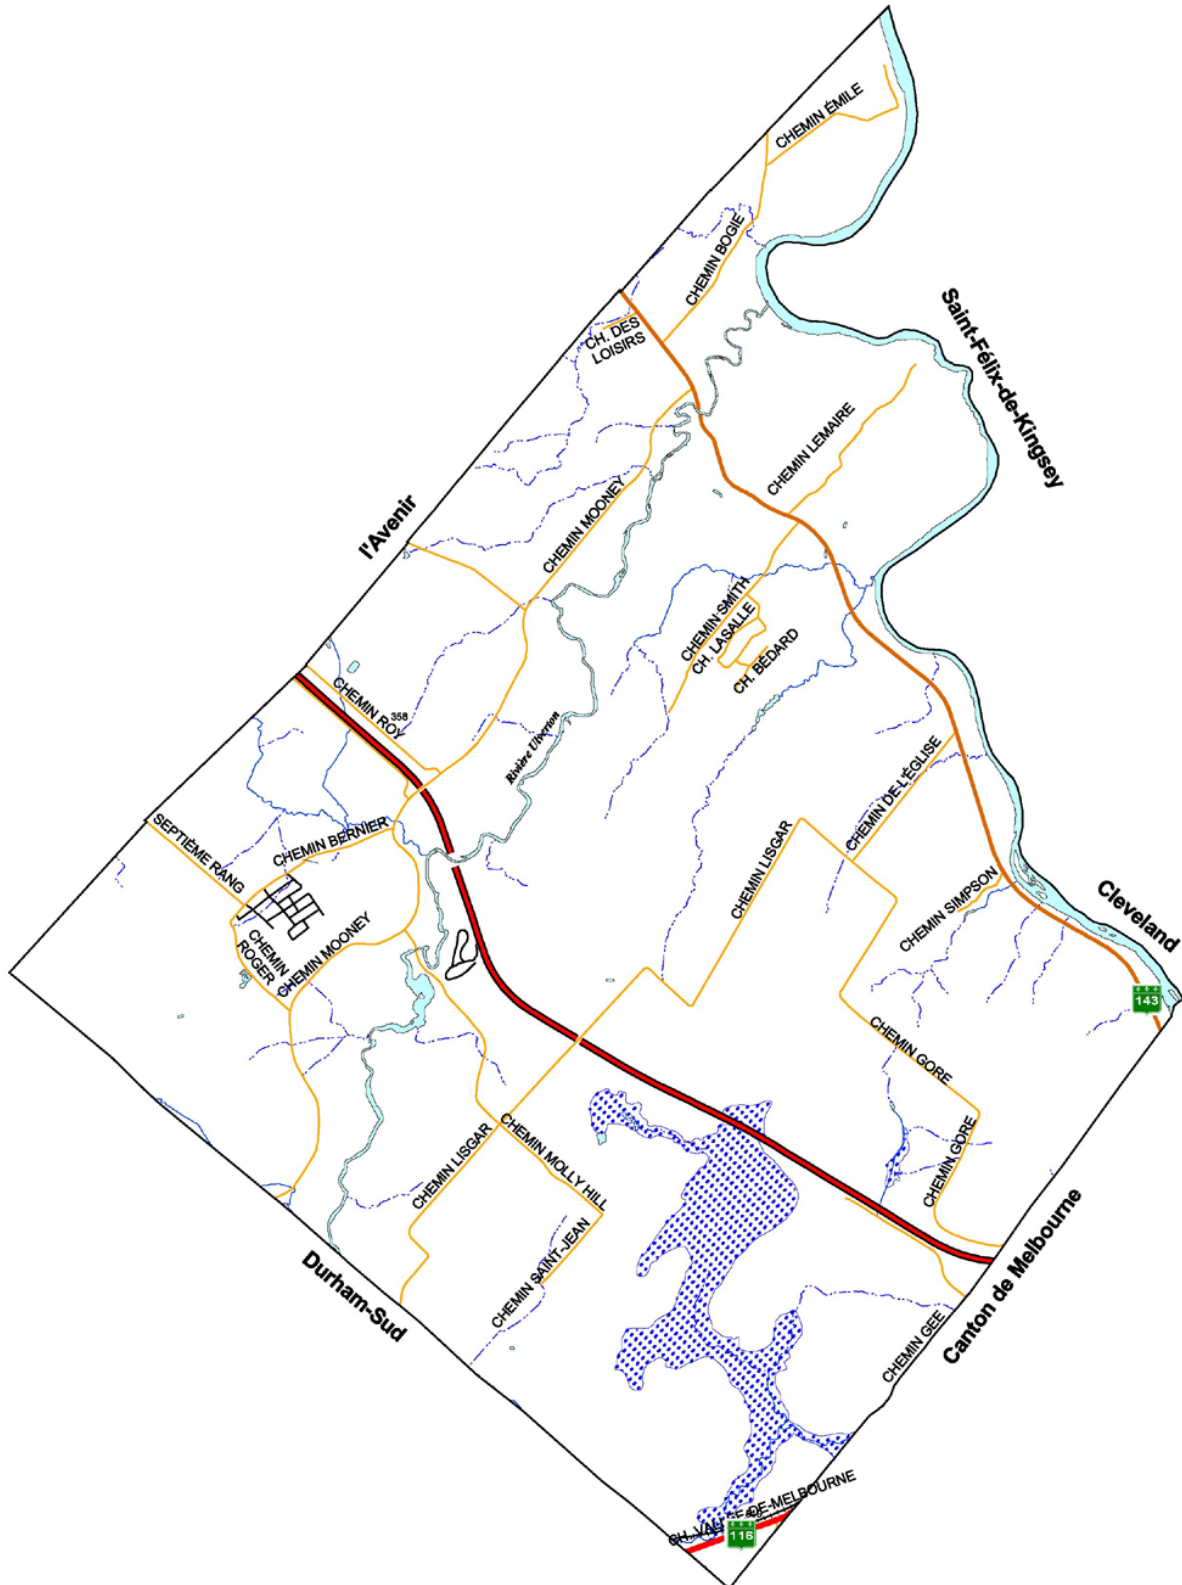 CHEMIN ÉMILE
CHEMIN BOGIE
CH. DES
LOISIRS
Saint-Félix-de-Kingsey
CHEMIN LEMAIRE
l'Avenir
CHEMIN MOONEY
CHEMIN SMITH
CH. LASALLE
CH. BÉDARD
CHEMIN ROY
358
Rivière Ulverton
CHEMIN DE L'ÉGLISE
SEPTIÈME RANG
CHEMIN BERNIER
CHEMIN LISGAR
CHEMIN SIMPSON
Cleveland
CHEMIN
ROGER
CHEMIN MOONEY
143
CHEMIN GORE
CHEMIN LISGAR
CHEMIN MOLLY HILL
CHEMIN GORE
CHEMIN SAINT-JEAN
Durham-Sud
Canton de Melbourne
CHEMIN GEE
CH. VALLÉE-DE-MELBOURNE
116